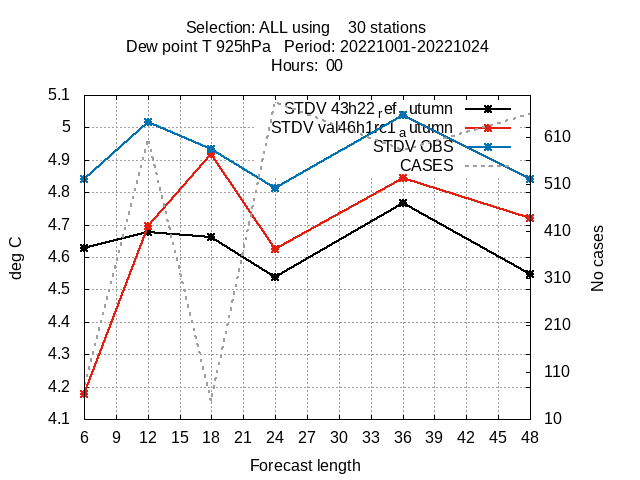 Selection: ALL using 30 stations
Dew point T 925hPa Period: 20221001-20221024
Hours: 00
5.1
5
4.9
4.8
4.7
4.6
4.5
4.4
4.3
4.2
4.1
deg C
STDV 43h22 ref autumn
STDV val46h1rc1 autumn
STDV OBS
CASES
610
510
410
310
210
110
10
No cases
6 9 12 15 18 21 24 27 30 33 36 39 42 45 48
Forecast length